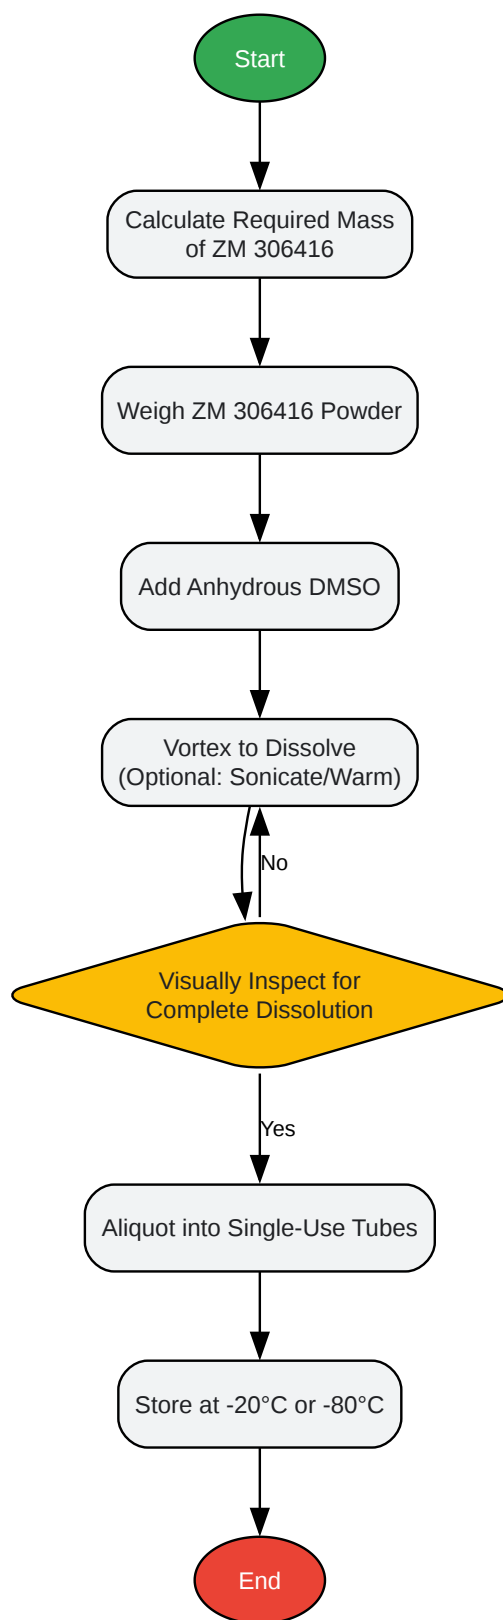 Start
Calculate Required Mass
of ZM 306416
Weigh ZM 306416 Powder
Add Anhydrous DMSO
Vortex to Dissolve
(Optional: Sonicate/Warm)
No
Visually Inspect for
Complete Dissolution
Yes
Aliquot into Single-Use Tubes
Store at -20°C or -80°C
End